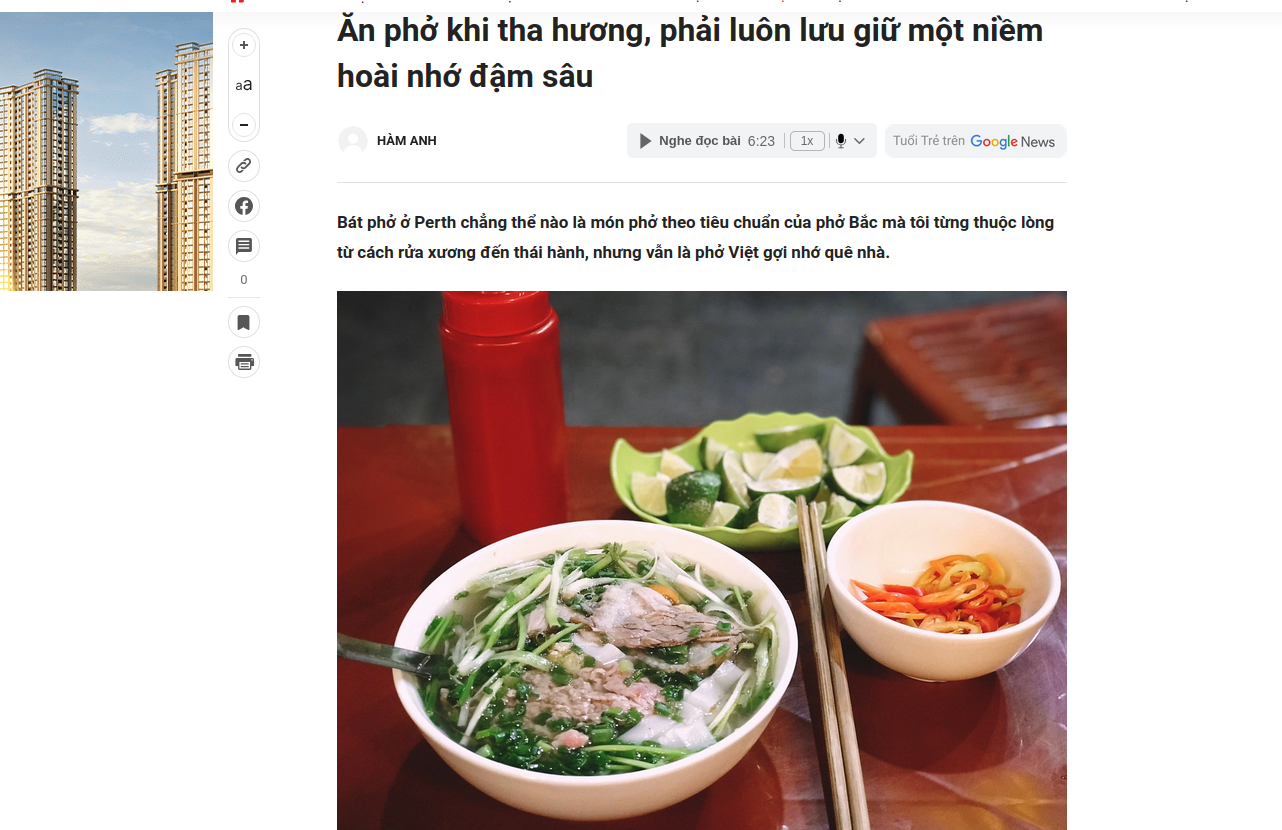 Ăn phở khi tha hương, phải luôn lưu giữ một niềm
hoài nhớ đậm sâu
aa
HÀM ANH
Nghe đọc bài 6:23 1x
Tuổi Trẻ trên Google News
Bát phở ở Perth chẳng thể nào là món phở theo tiêu chuẩn của phở Bắc mà tôi từng thuộc lòng
từ cách rửa xương đến thái hành, nhưng vẫn là phở Việt gợi nhớ quê nhà.
0